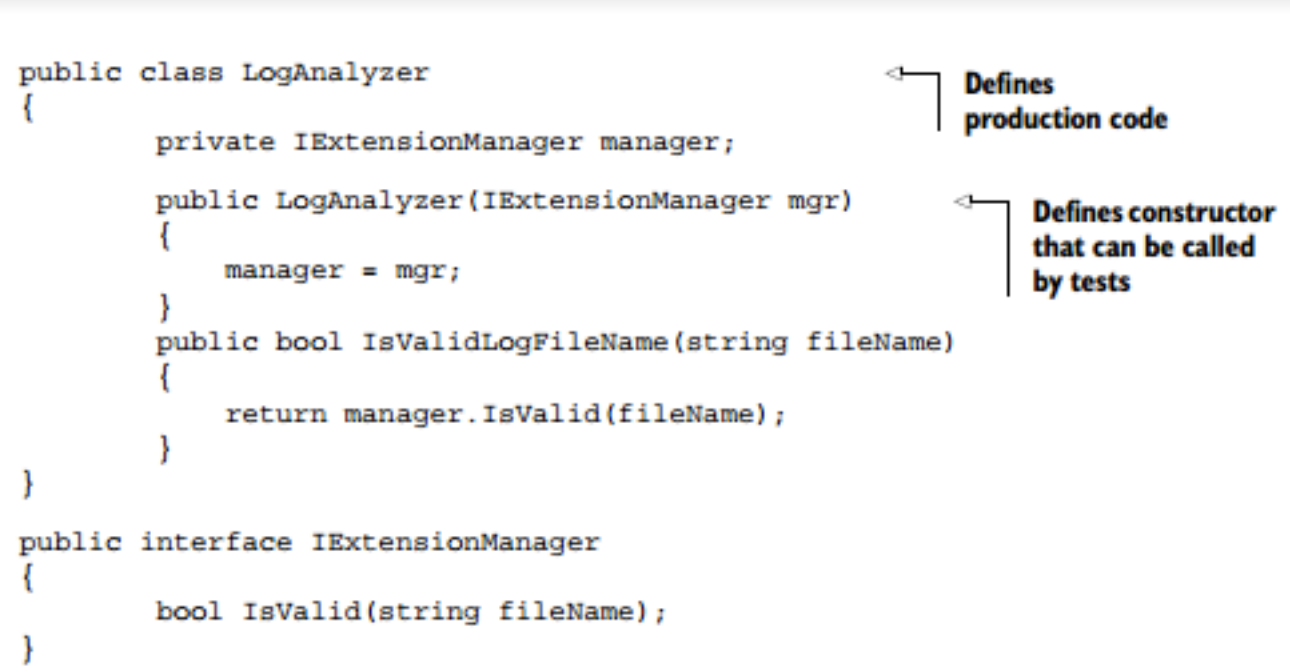 public class LogAnalyzer
{
private IExtensionManager manager;
public LogAnalyzer(IExtensionManager mgr)
{
manager = mgr;
}
public bool IsValidLogFileName(string fileName)
{
return manager.IsValid(fileName);
}
}
public interface IExtensionManager
{
bool IsValid(string fileName);
}
Defines
production code
Defines constructor
that can be called
by tests